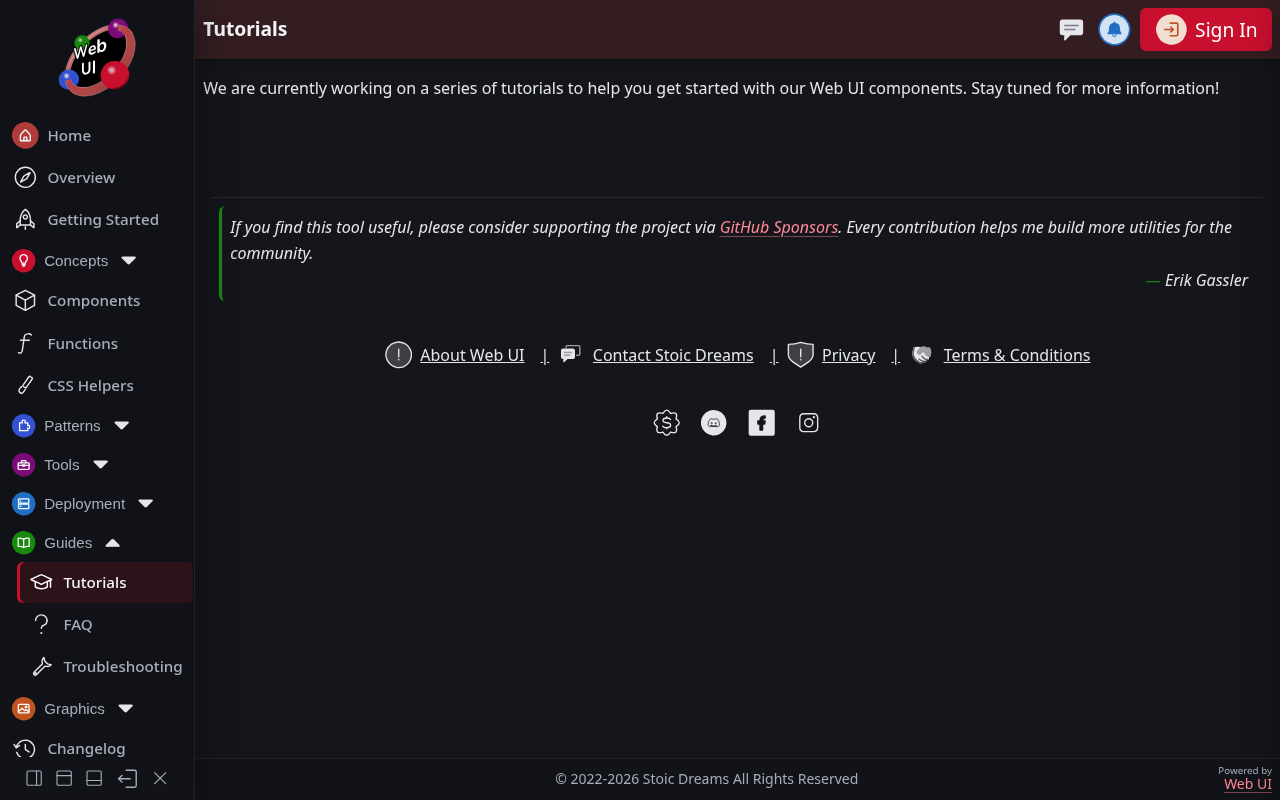 Web
UI
Home
Overview
Getting Started
Concepts
Components
Functions
CSS Helpers
Patterns
Tools
Deployment
Guides
Tutorials
FAQ
Troubleshooting
Graphics
Changelog
Tutorials
Sign In
We are currently working on a series of tutorials to help you get started with our Web UI components. Stay tuned for more information!
If you find this tool useful, please consider supporting the project via GitHub Sponsors. Every contribution helps me build more utilities for the
community.
— Erik Gassler
About Web UI | Contact Stoic Dreams | Privacy | Terms & Conditions
© 2022-2026 Stoic Dreams All Rights Reserved
Powered by
Web UI